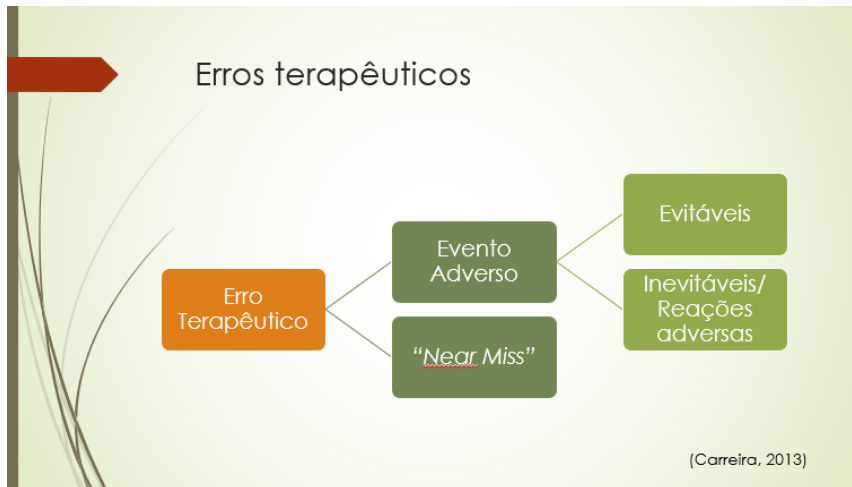 Erros terapêuticos
Erro
Terapêutico
Evento
Adverso
“Near Miss”
Evitáveis
Inevitáveis/
Reações
adversas
(Carreira, 2013)